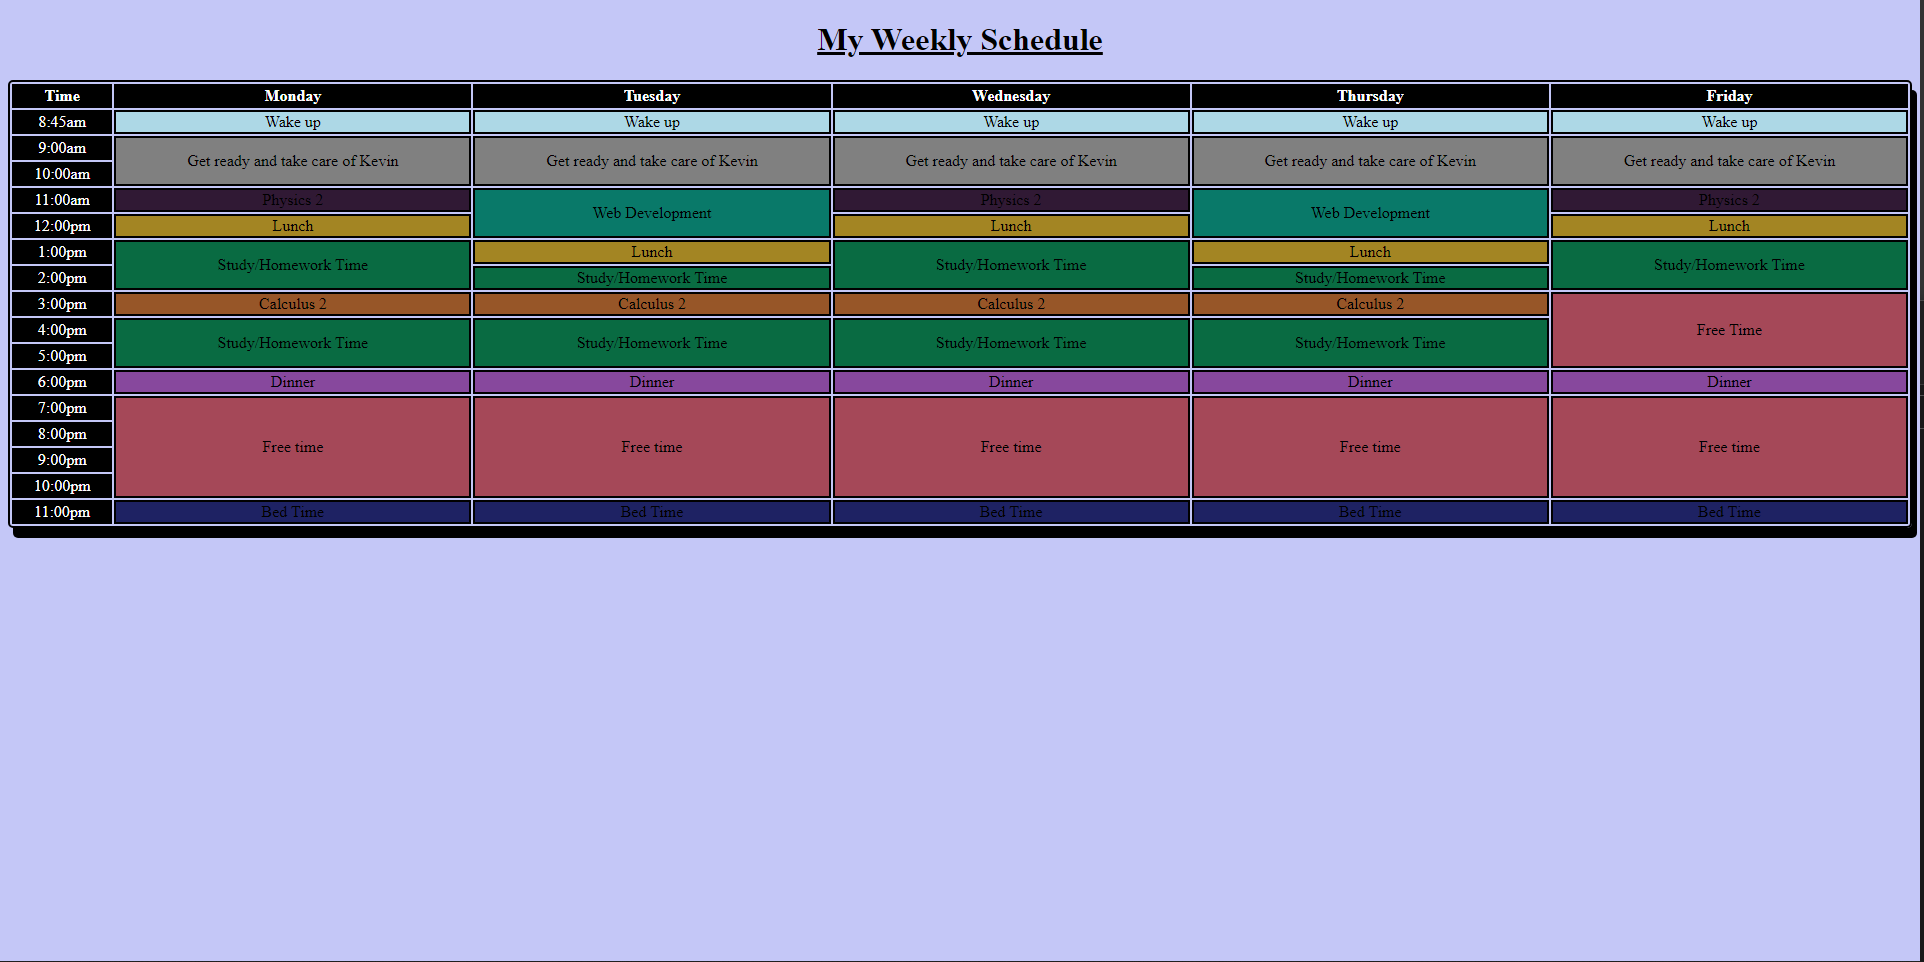 My Weekly Schedule
Time Monday Tuesday Wednesday Thursday Friday
8:45am Wake up Wake up Wake up Wake up Wake up
9:00am
Get ready and take care of Kevin Get ready and take care of Kevin Get ready and take care of Kevin Get ready and take care of Kevin Get ready and take care of Kevin
10:00am
11:00am Physics 2 Physics 2 Physics 2
Web Development Web Development
12:00pm Lunch Lunch Lunch
1:00pm Lunch Lunch
Study/Homework Time Study/Homework Time Study/Homework Time
2:00pm Study/Homework Time Study/Homework Time
3:00pm Calculus 2 Calculus 2 Calculus 2 Calculus 2
4:00pm Free Time
Study/Homework Time Study/Homework Time Study/Homework Time Study/Homework Time
5:00pm
6:00pm Dinner Dinner Dinner Dinner Dinner
7:00pm
8:00pm
Free time Free time Free time Free time Free time
9:00pm
10:00pm
11:00pm Bed Time Bed Time Bed Time Bed Time Bed Time